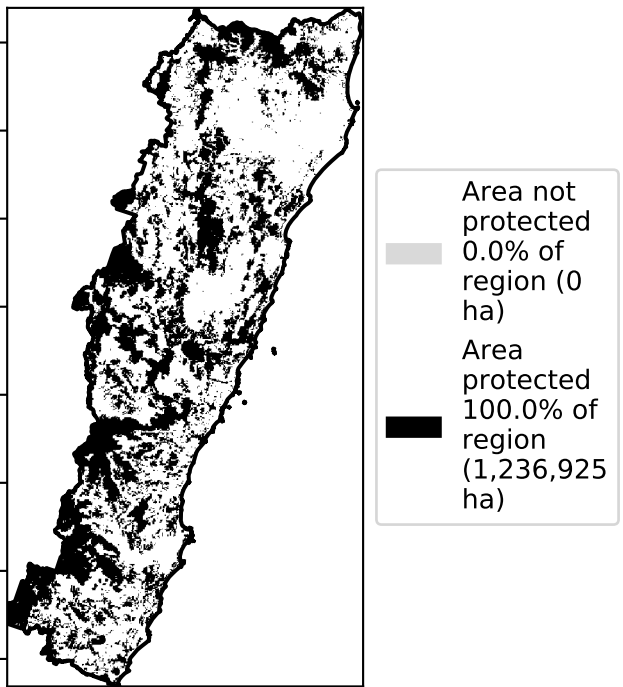 Area not
protected
0.0% of
region (0
ha)
Area
protected
100.0% of
region
(1,236,925
ha)